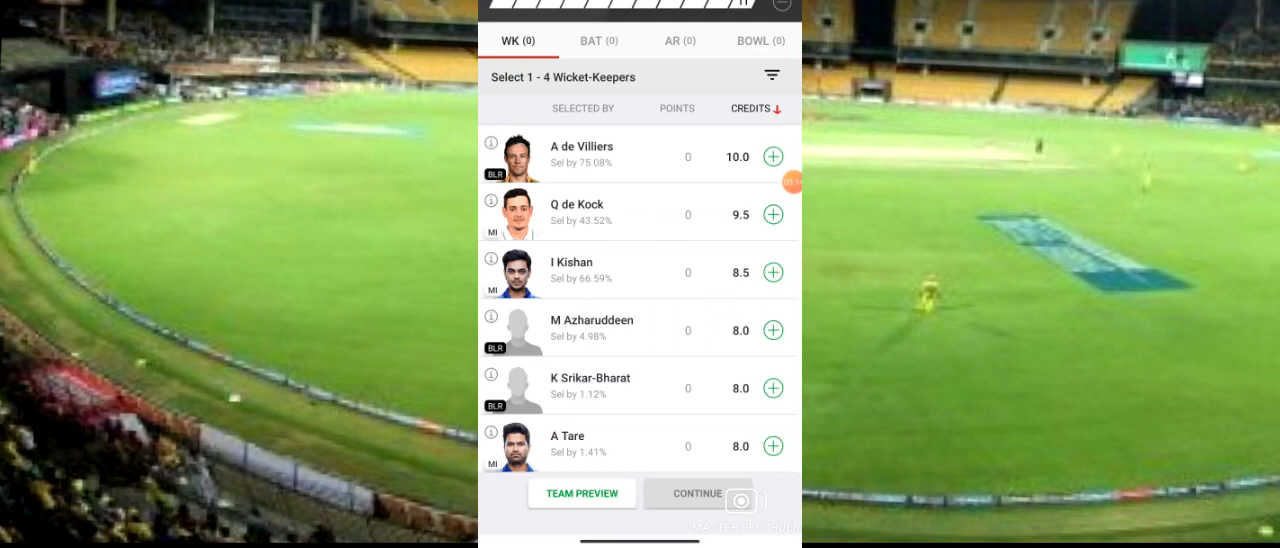 WK (0) BAT (0) AR (0) BOWL (0)
Select 1 - 4 Wicket-Keepers
SELECTED BY POINTS CREDITS
A de Villiers
Sel by 75.08%
0 10.0
BLR
00:14
Q de Kock
Sel by 43.52%
0 9.5
MI
I Kishan
Sel by 66.59%
0 8.5
MI
M Azharuddeen
Sel by 4.98%
0 8.0
BLR
K Srikar-Bharat
Sel by 1.12%
0 8.0
BLR
A Tare
Sel by 1.41%
0 8.0
MI
TEAM PREVIEW CONTINUE
MASTER RECORDER